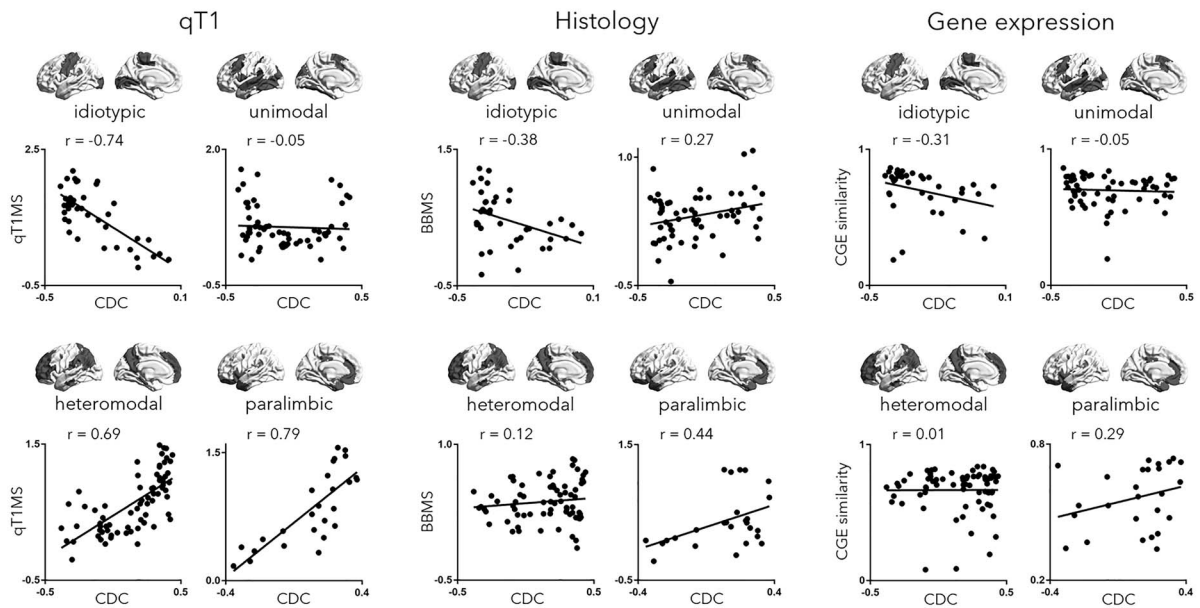 qT1 Histology Gene expression
idiotypic unimodal idiotypic unimodal idiotypic unimodal
r = -0.74 r = -0.05 r = -0.38 r = 0.27 r = -0.31 r = -0.05
2.5 2.0 1.5 1.0 1 1
qT1MS BBMS CGE similarity
-0.5 -0.5 -0.5 -0.5 0 0
-0.5 0.1 -0.5 0.5 -0.5 0.1 -0.5 0.5 -0.5 0.1 -0.5 0.5
CDC CDC CDC CDC CDC CDC
heteromodal paralimbic heteromodal paralimbic heteromodal paralimbic
r = 0.69 r = 0.79 r = 0.12 r = 0.44 r = 0.01 r = 0.29
1.5 1.5 1.0 1.5 1 0.8
qT1MS BBMS CGE similarity
-0.5 0.0 -0.5 -0.5 0 0.2
-0.5 0.5 -0.4 0.4 -0.5 0.5 -0.4 0.4 -0.5 0.5 -0.4 0.4
CDC CDC CDC CDC CDC CDC